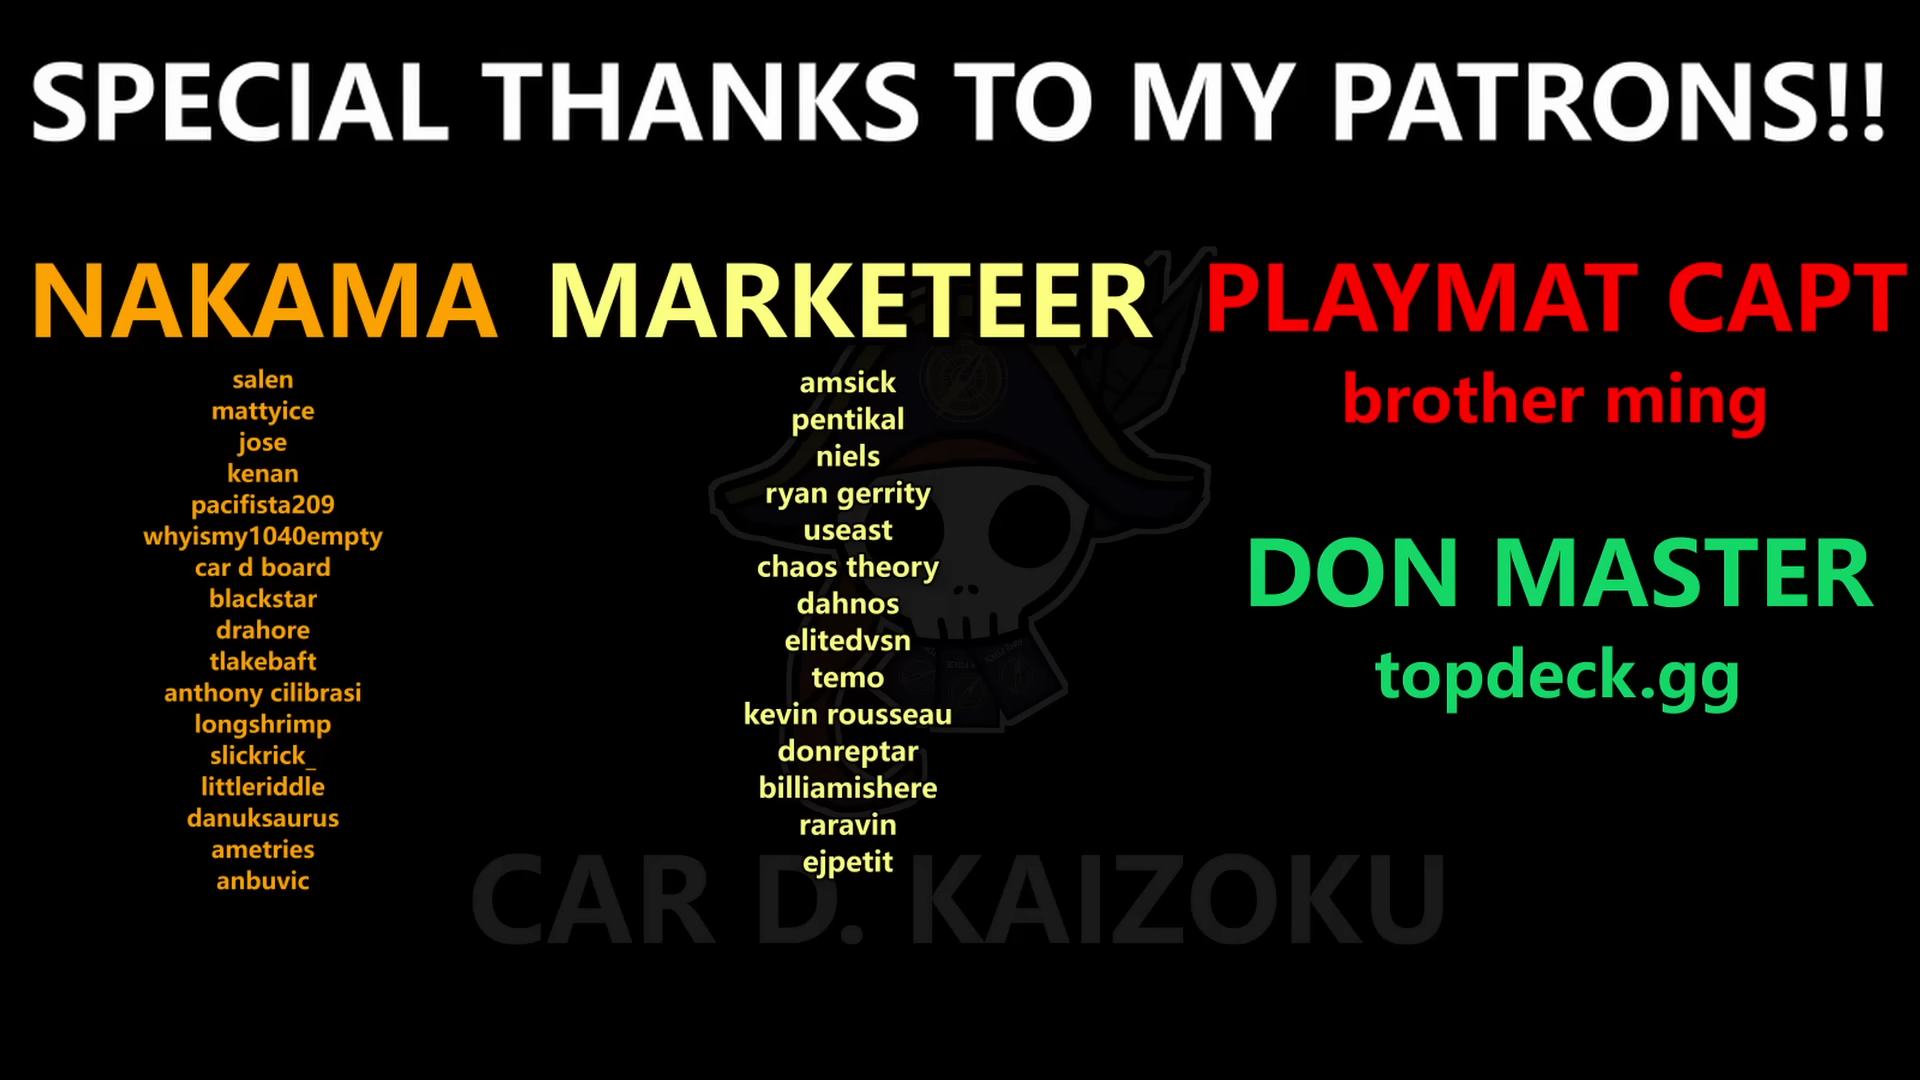 SPECIAL THANKS TO MY PATRONS!!
NAKAMA
salen
mattyice
jose
kenan
pacifista209
whyismy1040empty
car d board
blackstar
drahore
tlakebaft
anthony cilibrasi
longshrimp
slickrick_
littleriddle
danuksaurus
ametries
anbuvic
MARKETEER
amsick
pentikal
niels
ryan gerrity
useast
chaos theory
dahnos
elitedvsn
temo
kevin rousseau
donreptar
billiamishere
raravin
ejpetit
PLAYMAT CAPT
brother ming
DON MASTER
topdeck.gg
CAR D. KAIZOKU